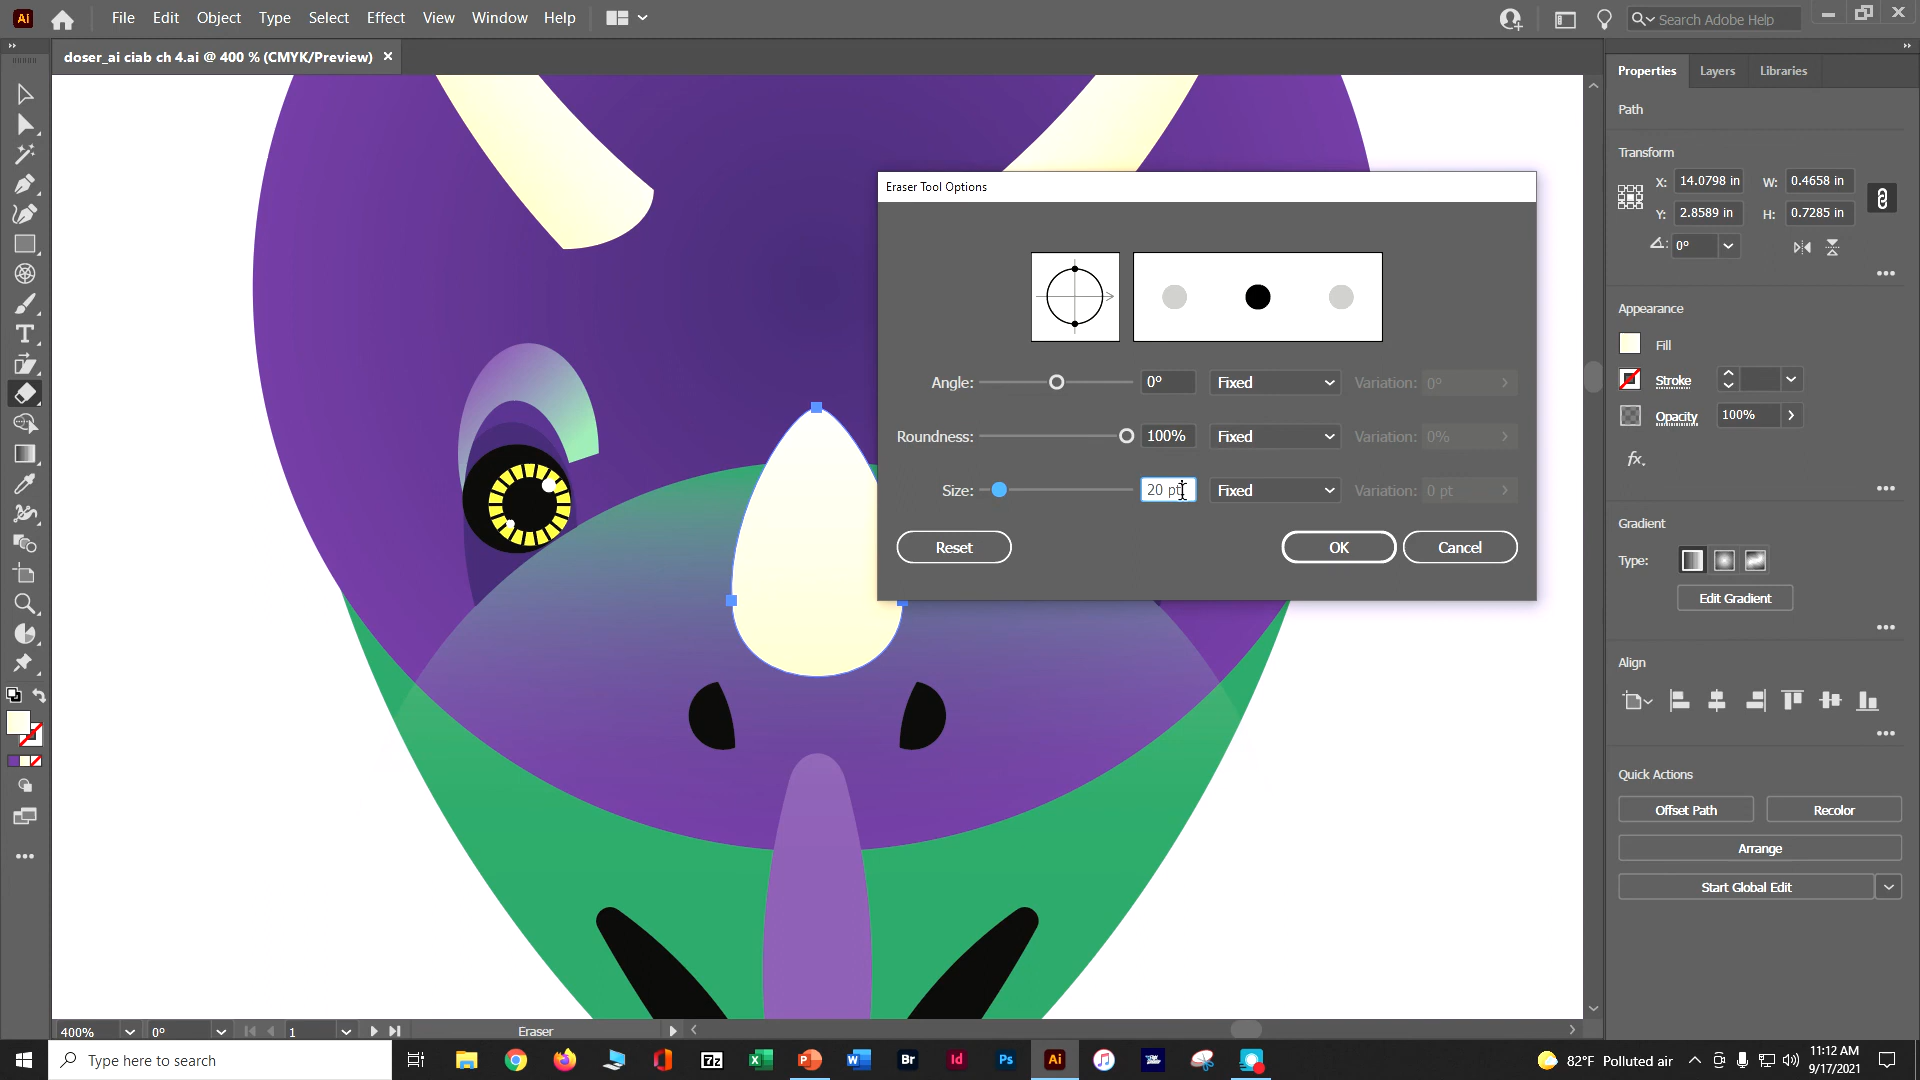 Ai File Edit Object Type Select Effect View Window Help Search Adobe Help
doser_ai ciab ch 4.ai @ 400 % (CMYK/Preview) ×
Properties Layers Libraries
Path
Transform
X: 14.0798 in W: 0.4658 in
Y: 2.8589 in H: 0.7285 in
0°
Appearance
Fill
Stroke
Opacity 100%
fx.
Gradient
Type:
Edit Gradient
Align
Quick Actions
Offset Path Recolor
Arrange
Start Global Edit
Eraser Tool Options
Angle: 0° Fixed Variation: 0°
Roundness: 100% Fixed Variation: 0%
Size: 20 pt Fixed Variation: 0 pt
Reset OK Cancel
400% 0° 1 Eraser
Type here to search
7z Br Id Ps Ai
82°F Polluted air
11:12 AM
9/17/2021